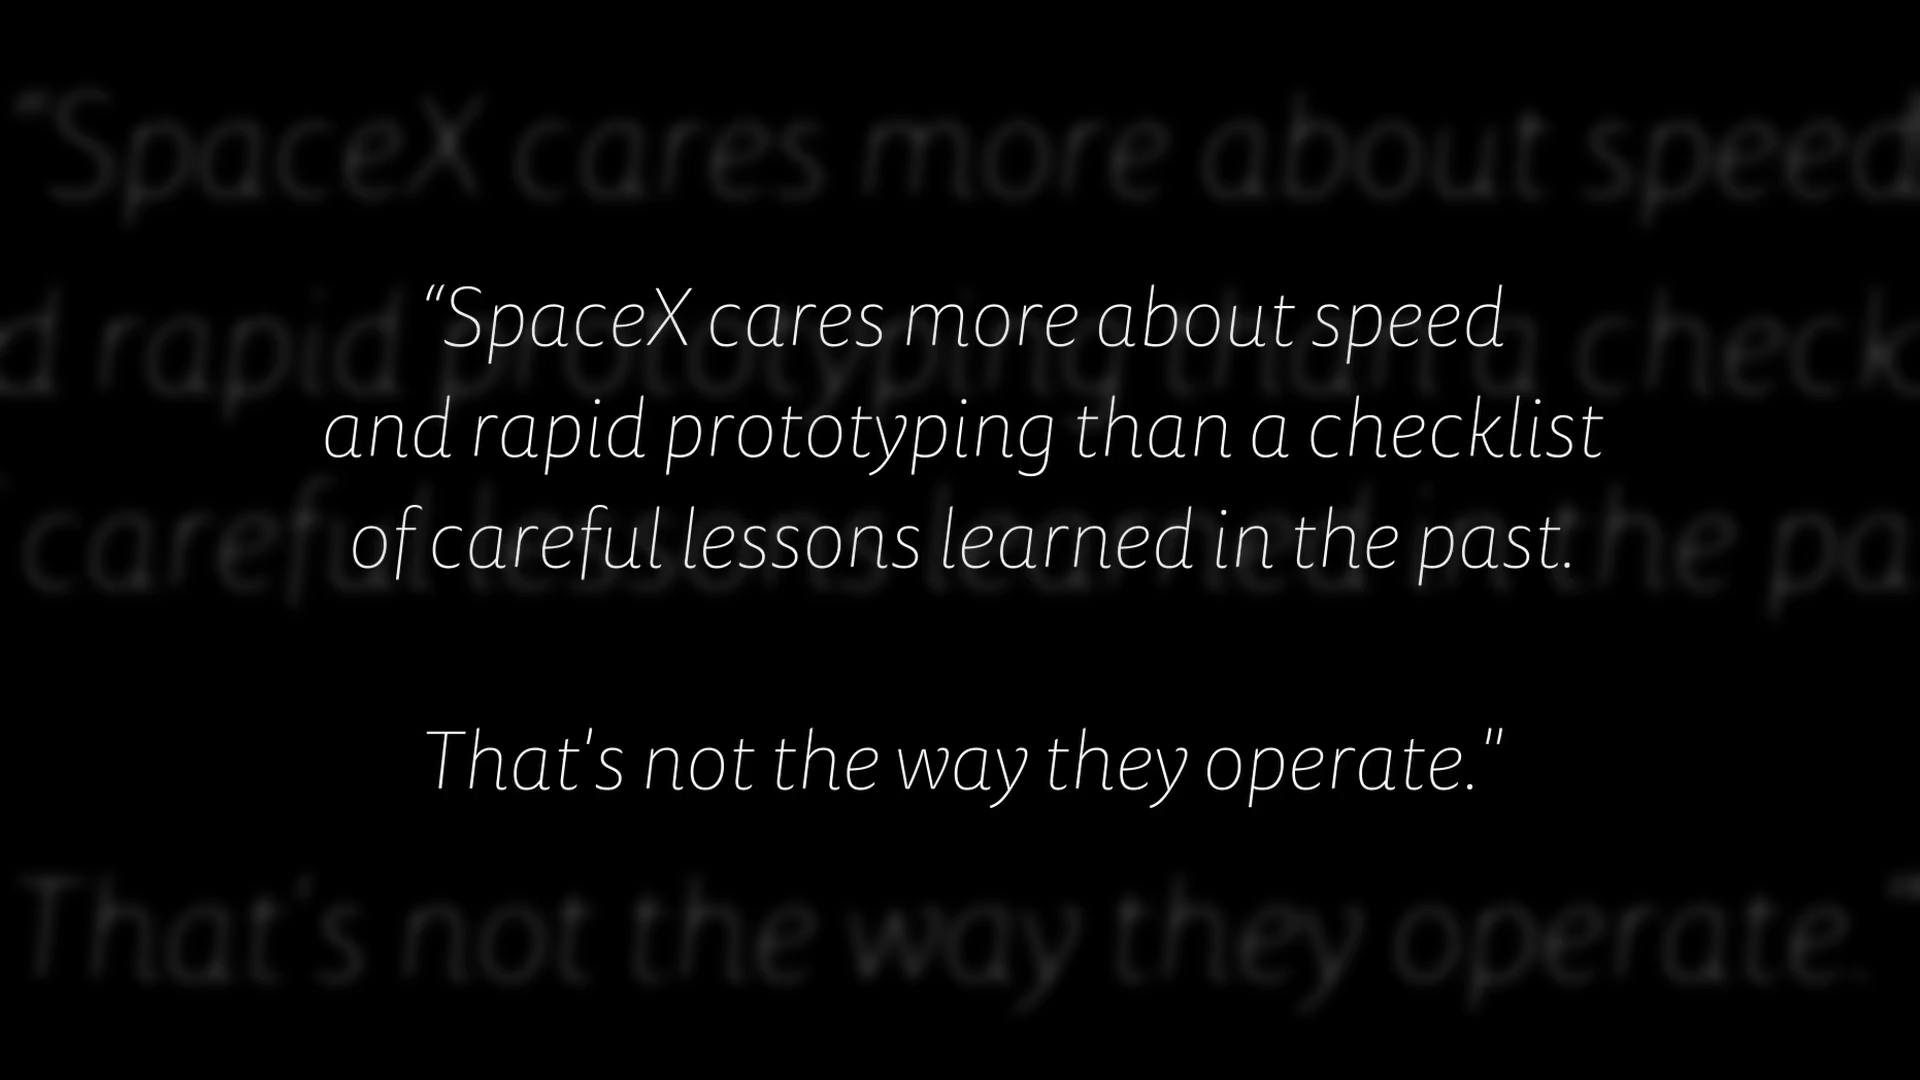 “SpaceX cares more about speed
and rapid prototyping than a checklist
of careful lessons learned in the past.
That's not the way they operate."